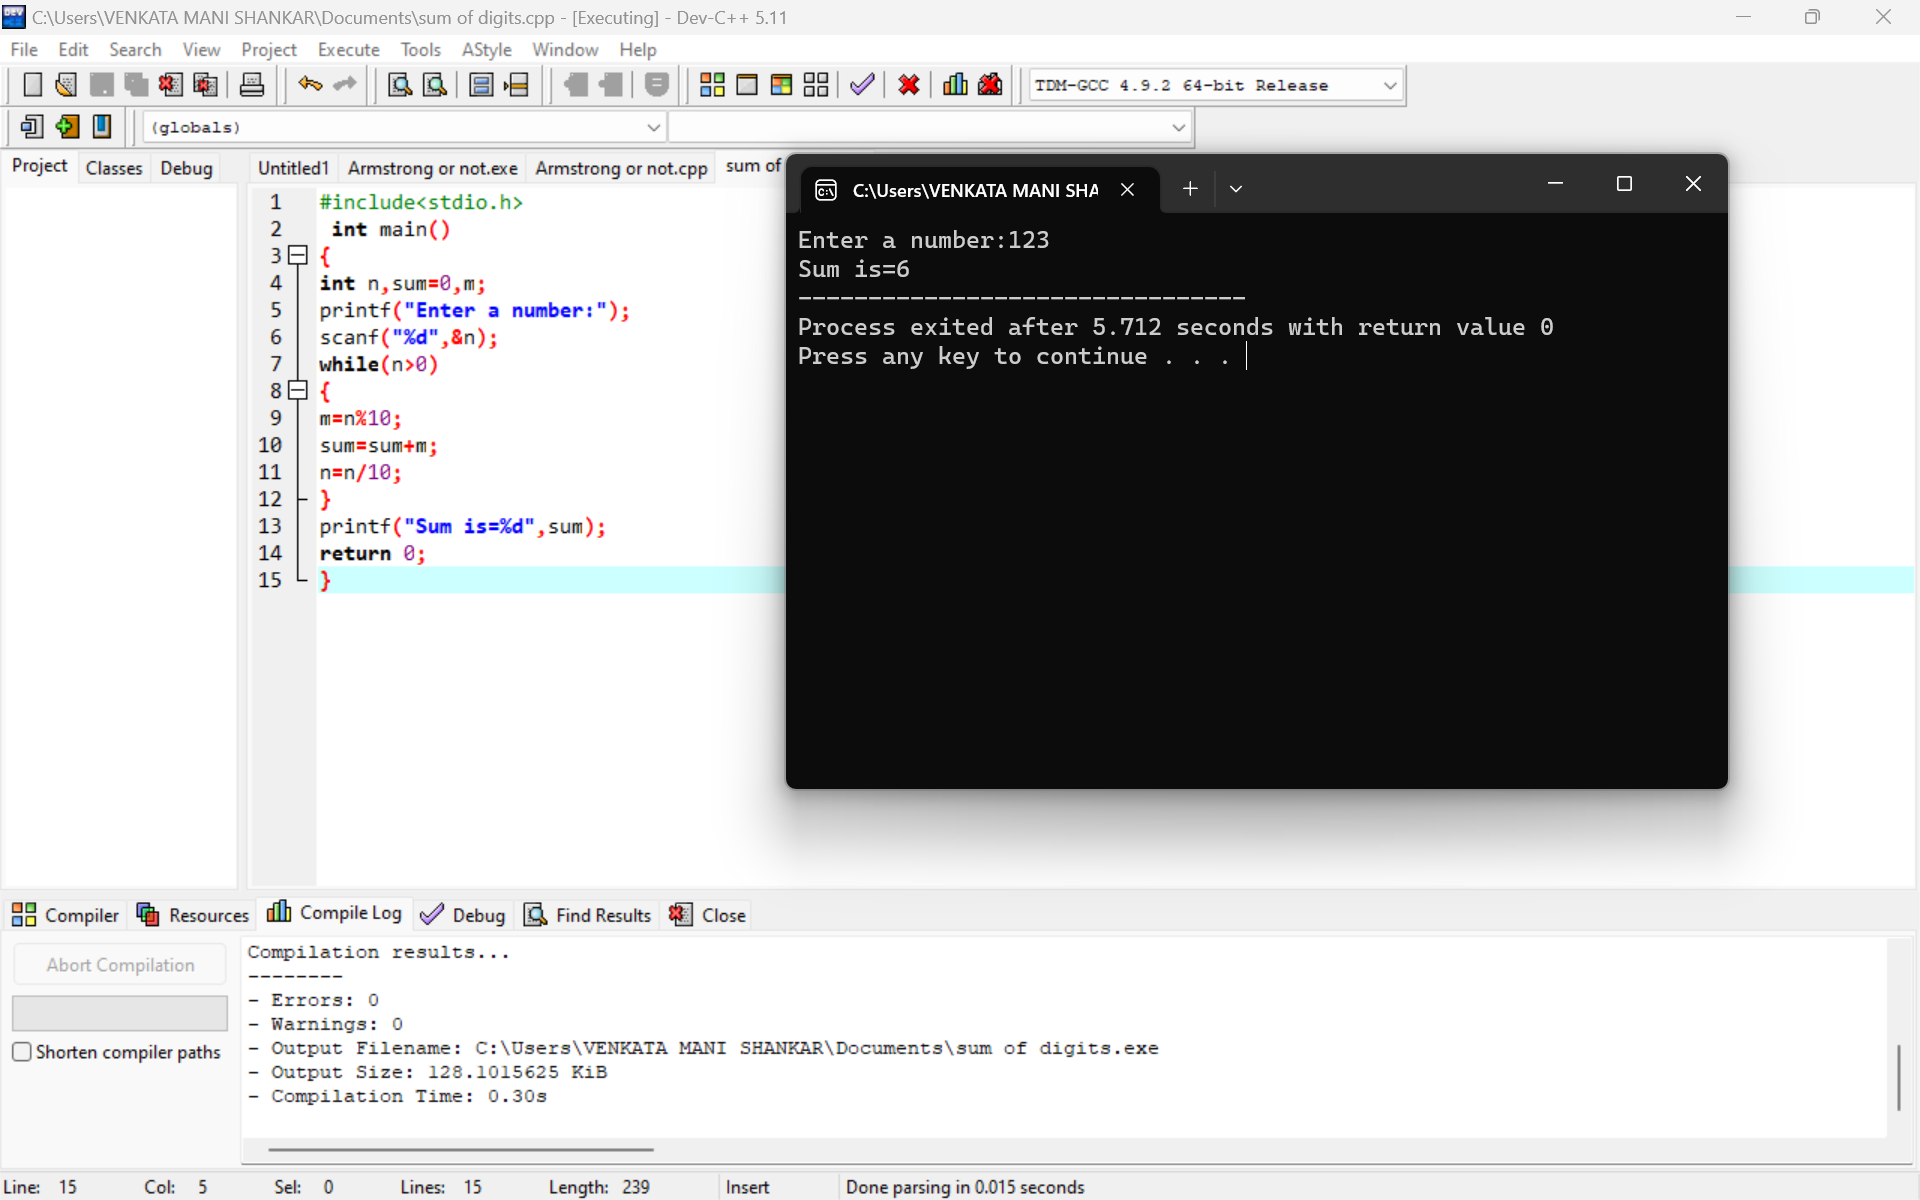 C:\Users\VENKATA MANI SHANKAR\Documents\sum of digits.cpp - [Executing] - Dev-C++ 5.11
File Edit Search View Project Execute Tools AStyle Window Help
TDM-GCC 4.9.2 64-bit Release
(globals)
Project Classes Debug
Untitled1 Armstrong or not.exe Armstrong or not.cpp sum of
1 #include<stdio.h>
2 int main()
3 {
4 int n,sum=0,m;
5 printf("Enter a number:");
6 scanf("%d",&n);
7 while(n>0)
8 {
9 m=n%10;
10 sum=sum+m;
11 n=n/10;
12 }
13 printf("Sum is=%d",sum);
14 return 0;
15 }
C:\Users\VENKATA MANI SHA
Enter a number:123
Sum is=6
--------------------------------
Process exited after 5.712 seconds with return value 0
Press any key to continue . . .
Compiler Resources Compile Log Debug Find Results Close
Abort Compilation
Shorten compiler paths
Compilation results...
--------
- Errors: 0
- Warnings: 0
- Output Filename: C:\Users\VENKATA MANI SHANKAR\Documents\sum of digits.exe
- Output Size: 128.1015625 KiB
- Compilation Time: 0.30s
Line: 15 Col: 5 Sel: 0 Lines: 15 Length: 239 Insert Done parsing in 0.015 seconds